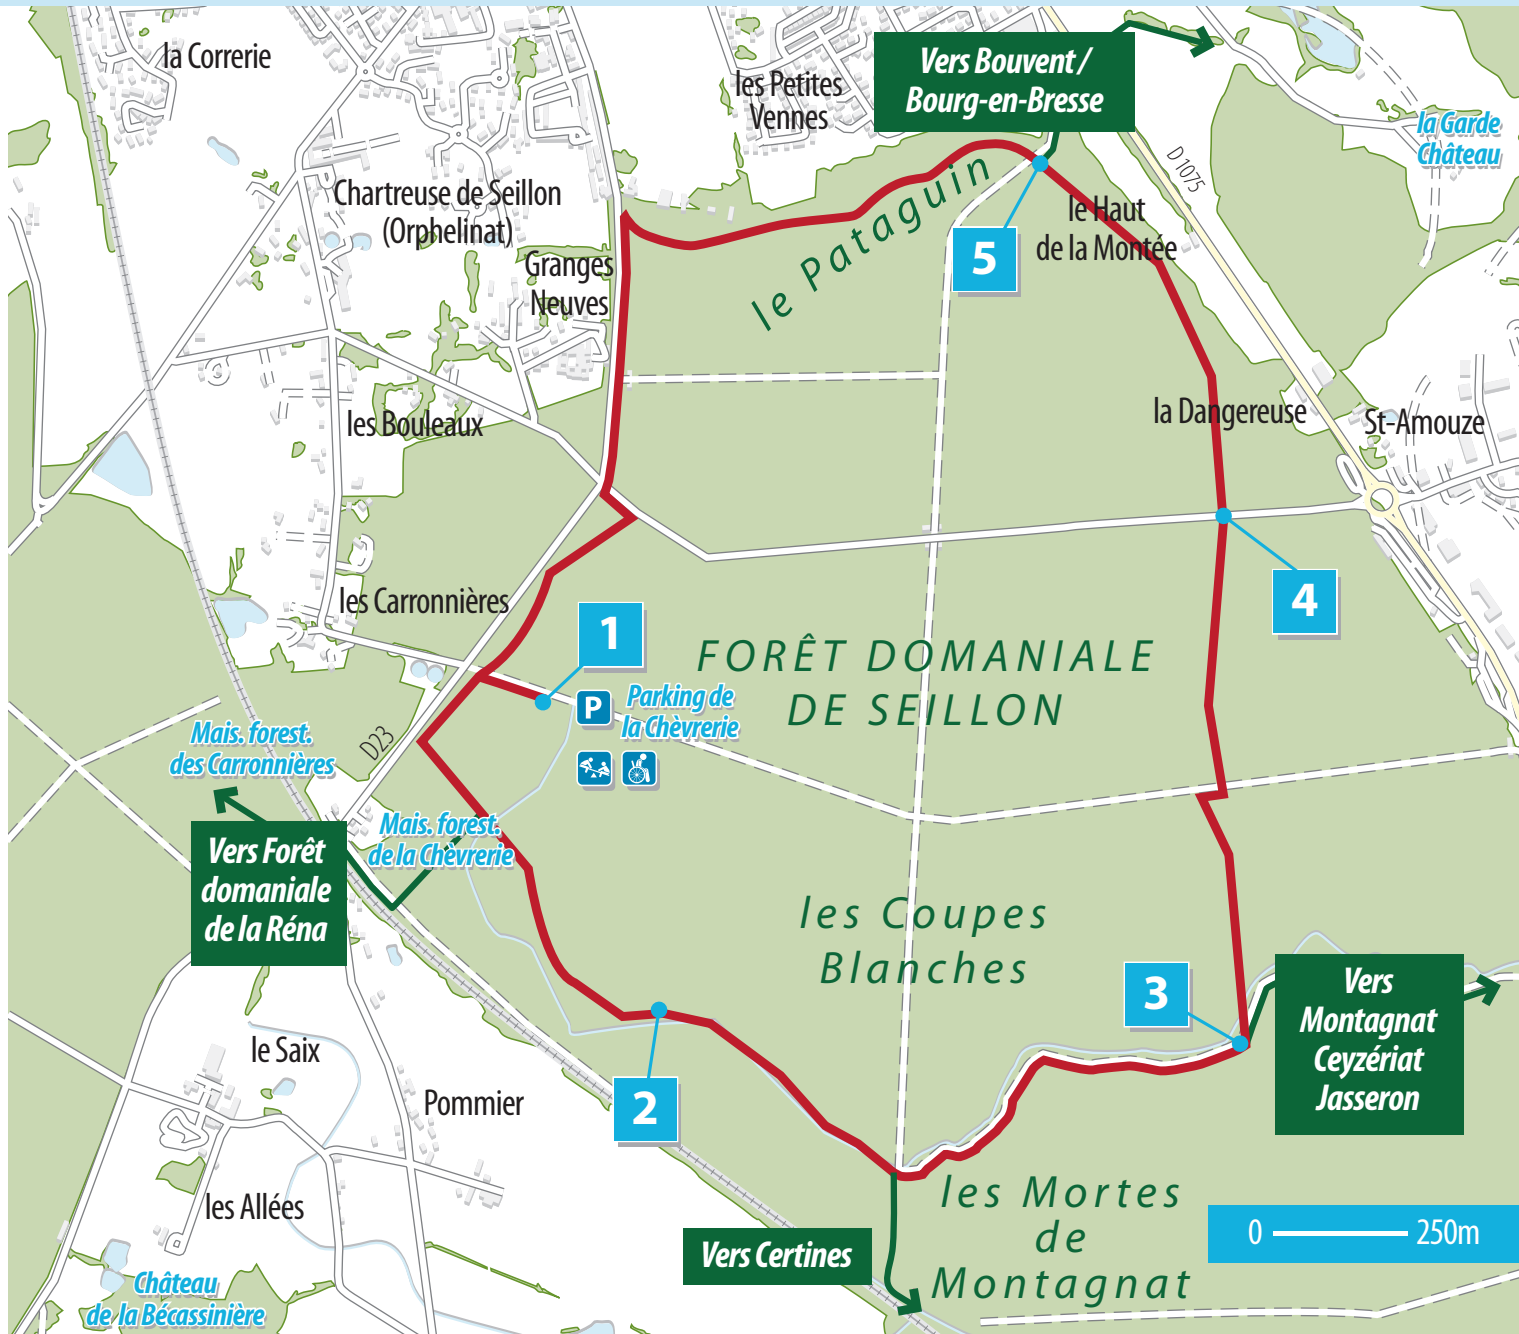 la Correrie
les Petites
Vennes
Vers Bouvent /
Bourg-en-Bresse
la Garde
Château
D 1075
Chartreuse de Seillon
(Orphelinat)
Granges
Neuves
le Pataguin
5
le Haut
de la Montée
les Bouleaux
la Dangereuse
St-Amouze
les Carronnières
1
4
FORÊT DOMANIALE
DE SEILLON
P
Parking de
la Chèvrerie
D23
Mais. forest.
des Carronnières
Mais. forest.
de la Chèvrerie
Vers Forêt
domaniale
de la Réna
les Coupes
Blanches
3
Vers
Montagnat
Ceyzériat
Jasseron
le Saix
Pommier
2
les Allées
les Mortes
de
Montagnat
Vers Certines
0 250m
Château
de la Bécassinière